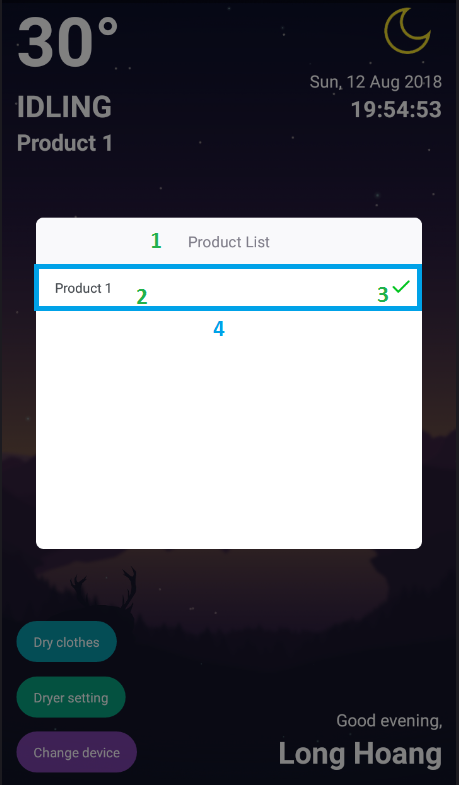 30°
Sun, 12 Aug 2018
IDLING
19:54:53
Product 1
1 Product List
Product 1 2 3
4
Dry clothes
Dryer setting
Good evening,
Change device
Long Hoang